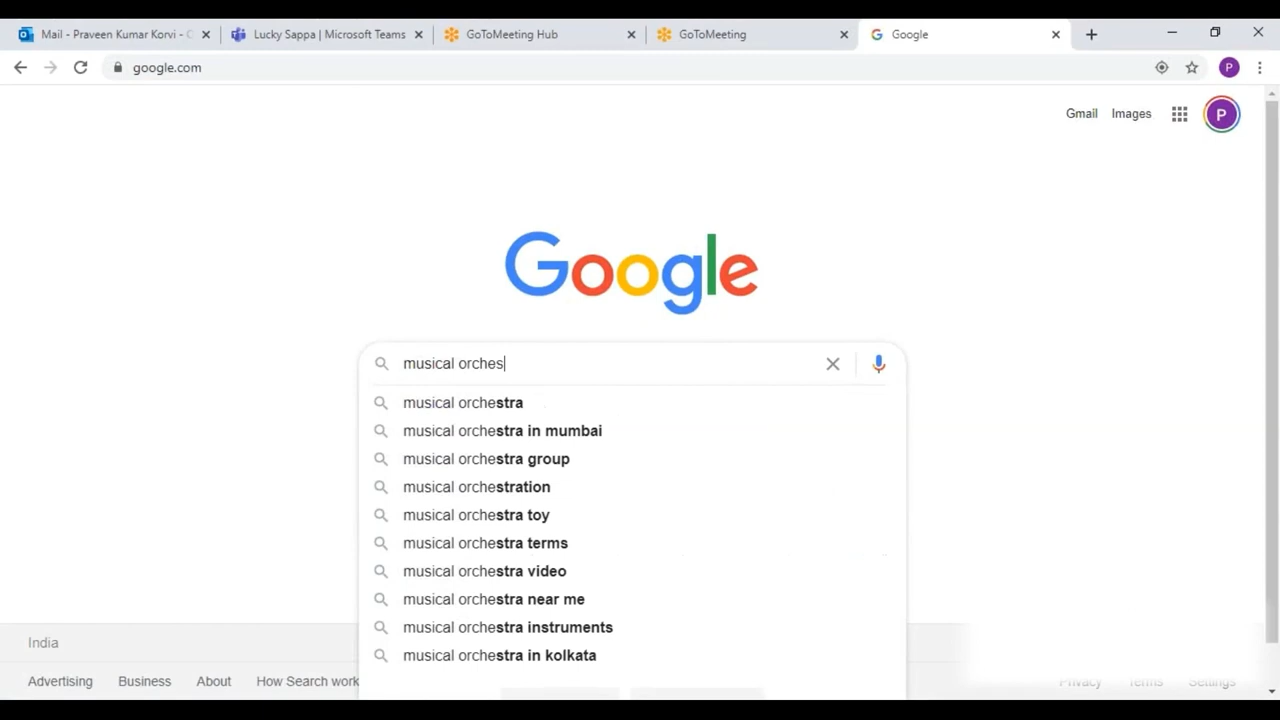 Mail - Praveen Kumar Korvi -
Lucky Sappa | Microsoft Teams
GoToMeeting Hub
GoToMeeting
Google
google.com
P
Gmail
Images
P
Google
musical orches
musical orchestra
musical orchestra in mumbai
musical orchestra group
musical orchestration
musical orchestra toy
musical orchestra terms
musical orchestra video
musical orchestra near me
musical orchestra instruments
musical orchestra in kolkata
India
Advertising
Business
About
How Search work
Privacy
Terms
Settings